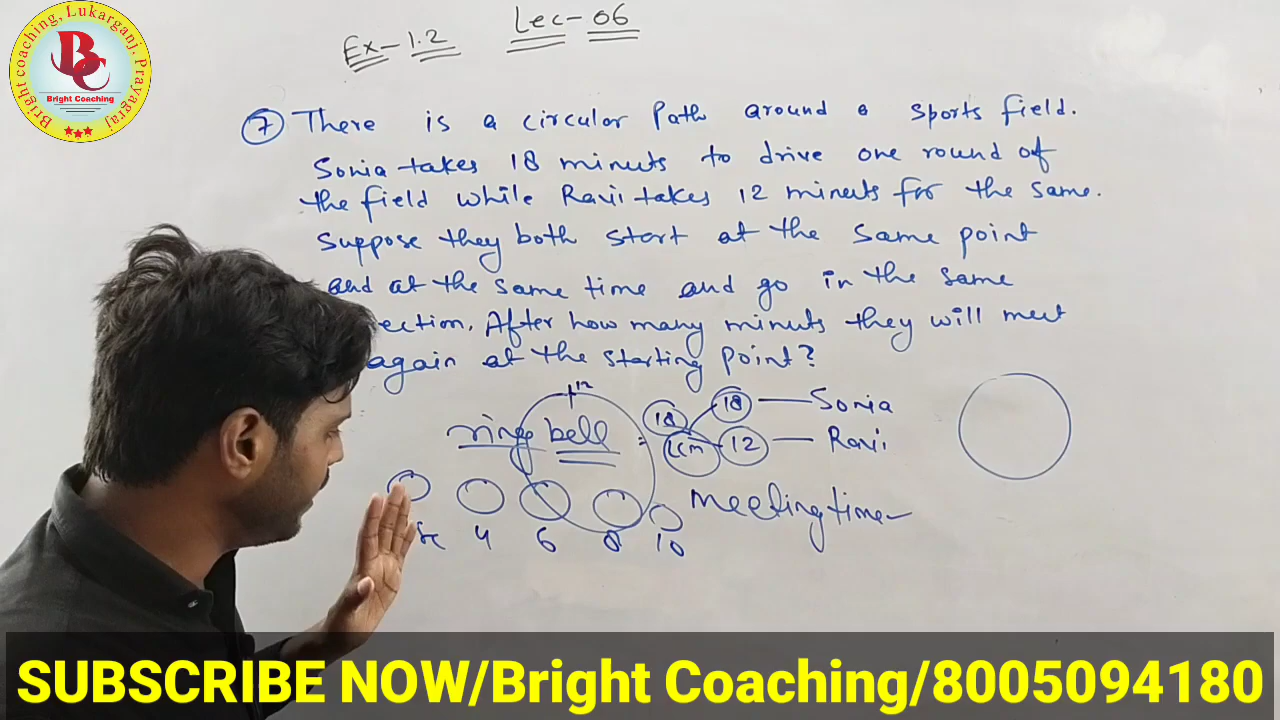 Bright coaching, Lukarganj, Prayagraj
BC
Bright Coaching
Ex-1.2 Lec-06
7 There is a circular Path around a sports field.
Sonia takes 18 minuts to drive one round of
the field while Ravi takes 12 minuts for the same.
Suppose they both start at the same point
and at the same time and go in the same
ection. After how many minuts they will meet
again at the starting point?
12
ring bell
18 18 Sonia
LCM 12 Ravi
Meeting time
4 6 8 10
SUBSCRIBE NOW/Bright Coaching/8005094180